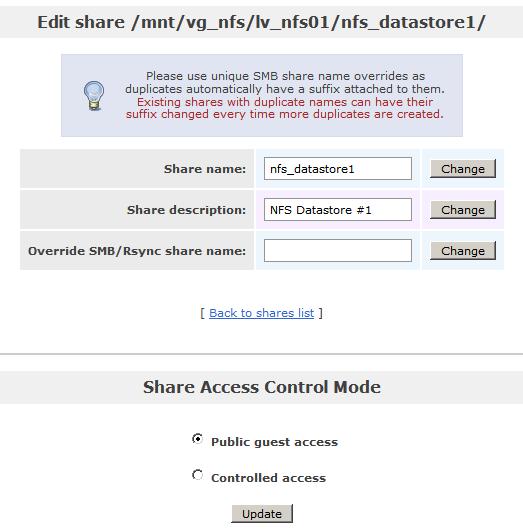 Edit share /mnt/vg_nfs/lv_nfs01/nfs_datastore1/
Please use unique SMB share name overrides as
duplicates automatically have a suffix attached to them.
Existing shares with duplicate names can have their
suffix changed every time more duplicates are created.
Share name: nfs_datastore1 Change
Share description: NFS Datastore #1 Change
Override SMB/Rsync share name: Change
[ Back to shares list ]
Share Access Control Mode
Public guest access
Controlled access
Update